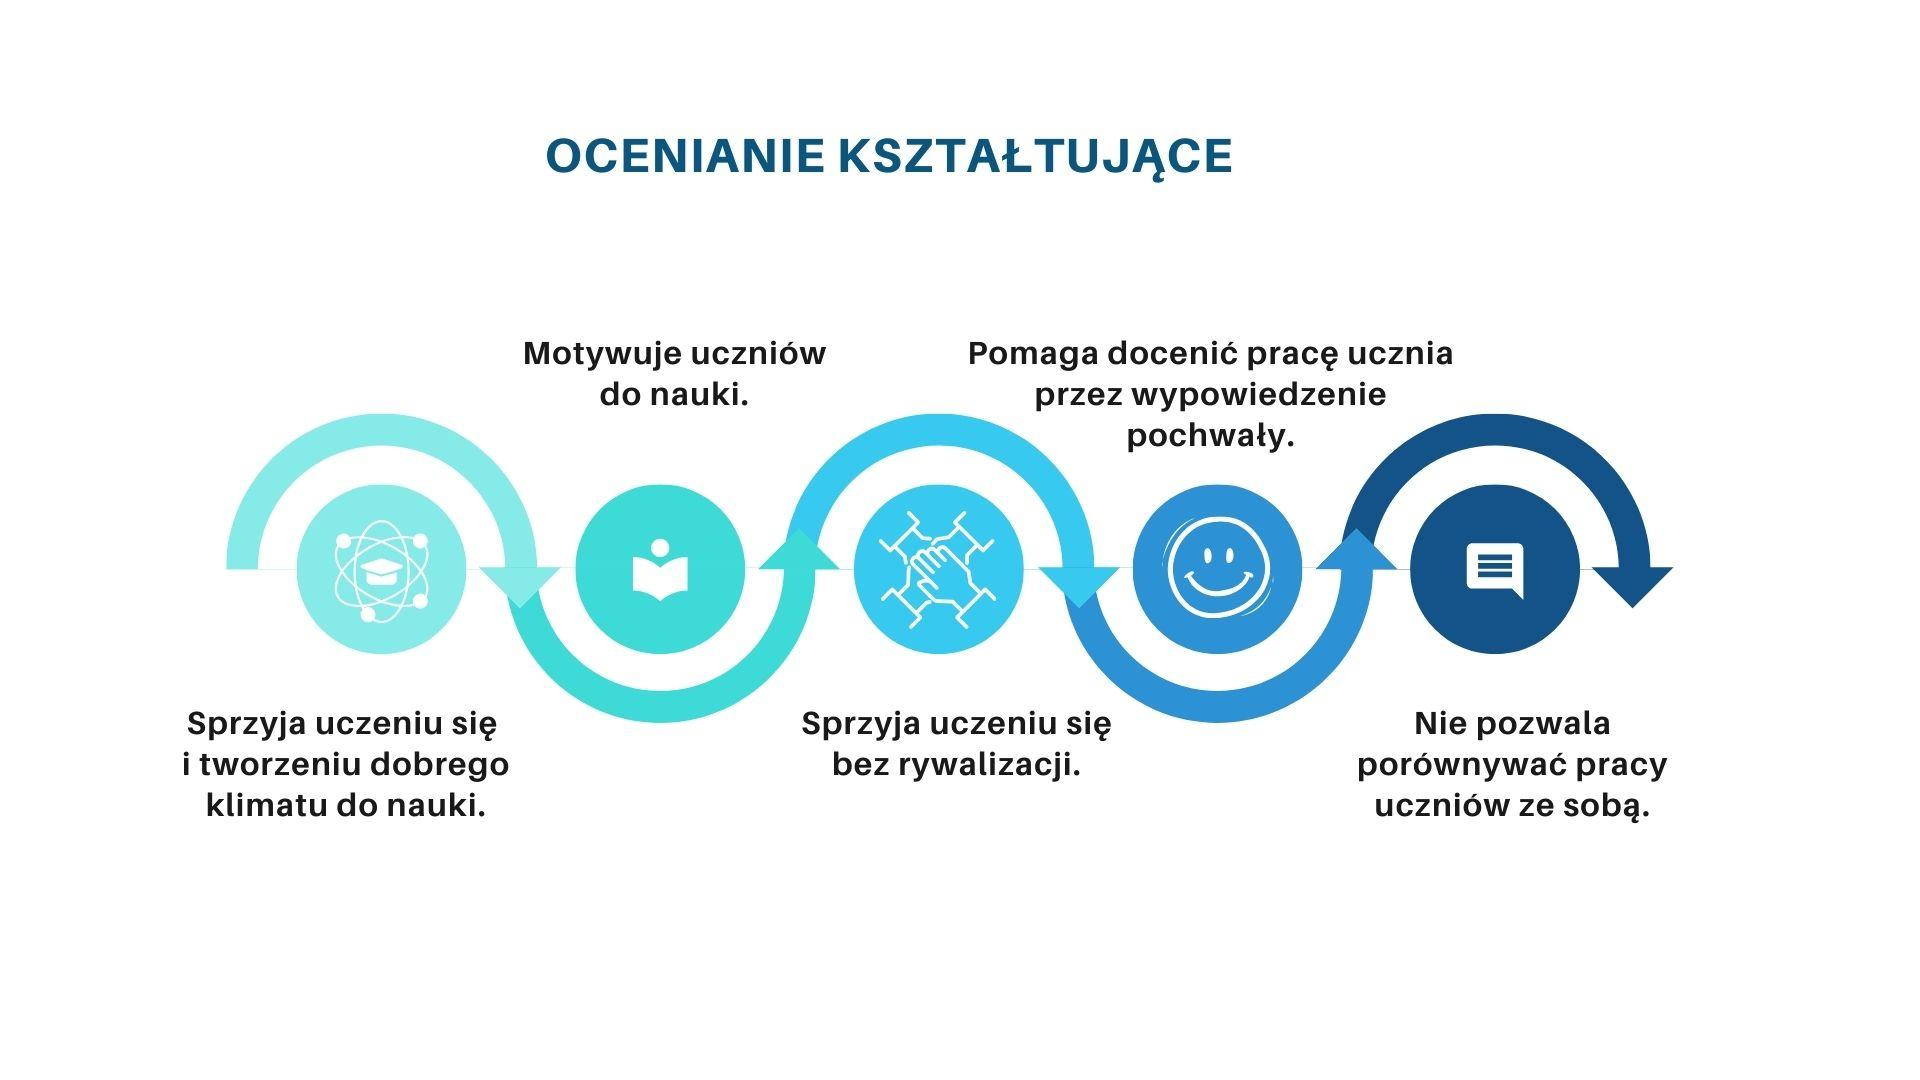 OCENIANIE KSZTAŁTUJĄCE
Sprzyja uczeniu się
i tworzeniu dobrego
klimatu do nauki.
Motywuje uczniów
do nauki.
Sprzyja uczeniu się
bez rywalizacji.
Pomaga docenić pracę ucznia
przez wypowiedzenie
pochwały.
Nie pozwala
porównywać pracy
uczniów ze sobą.